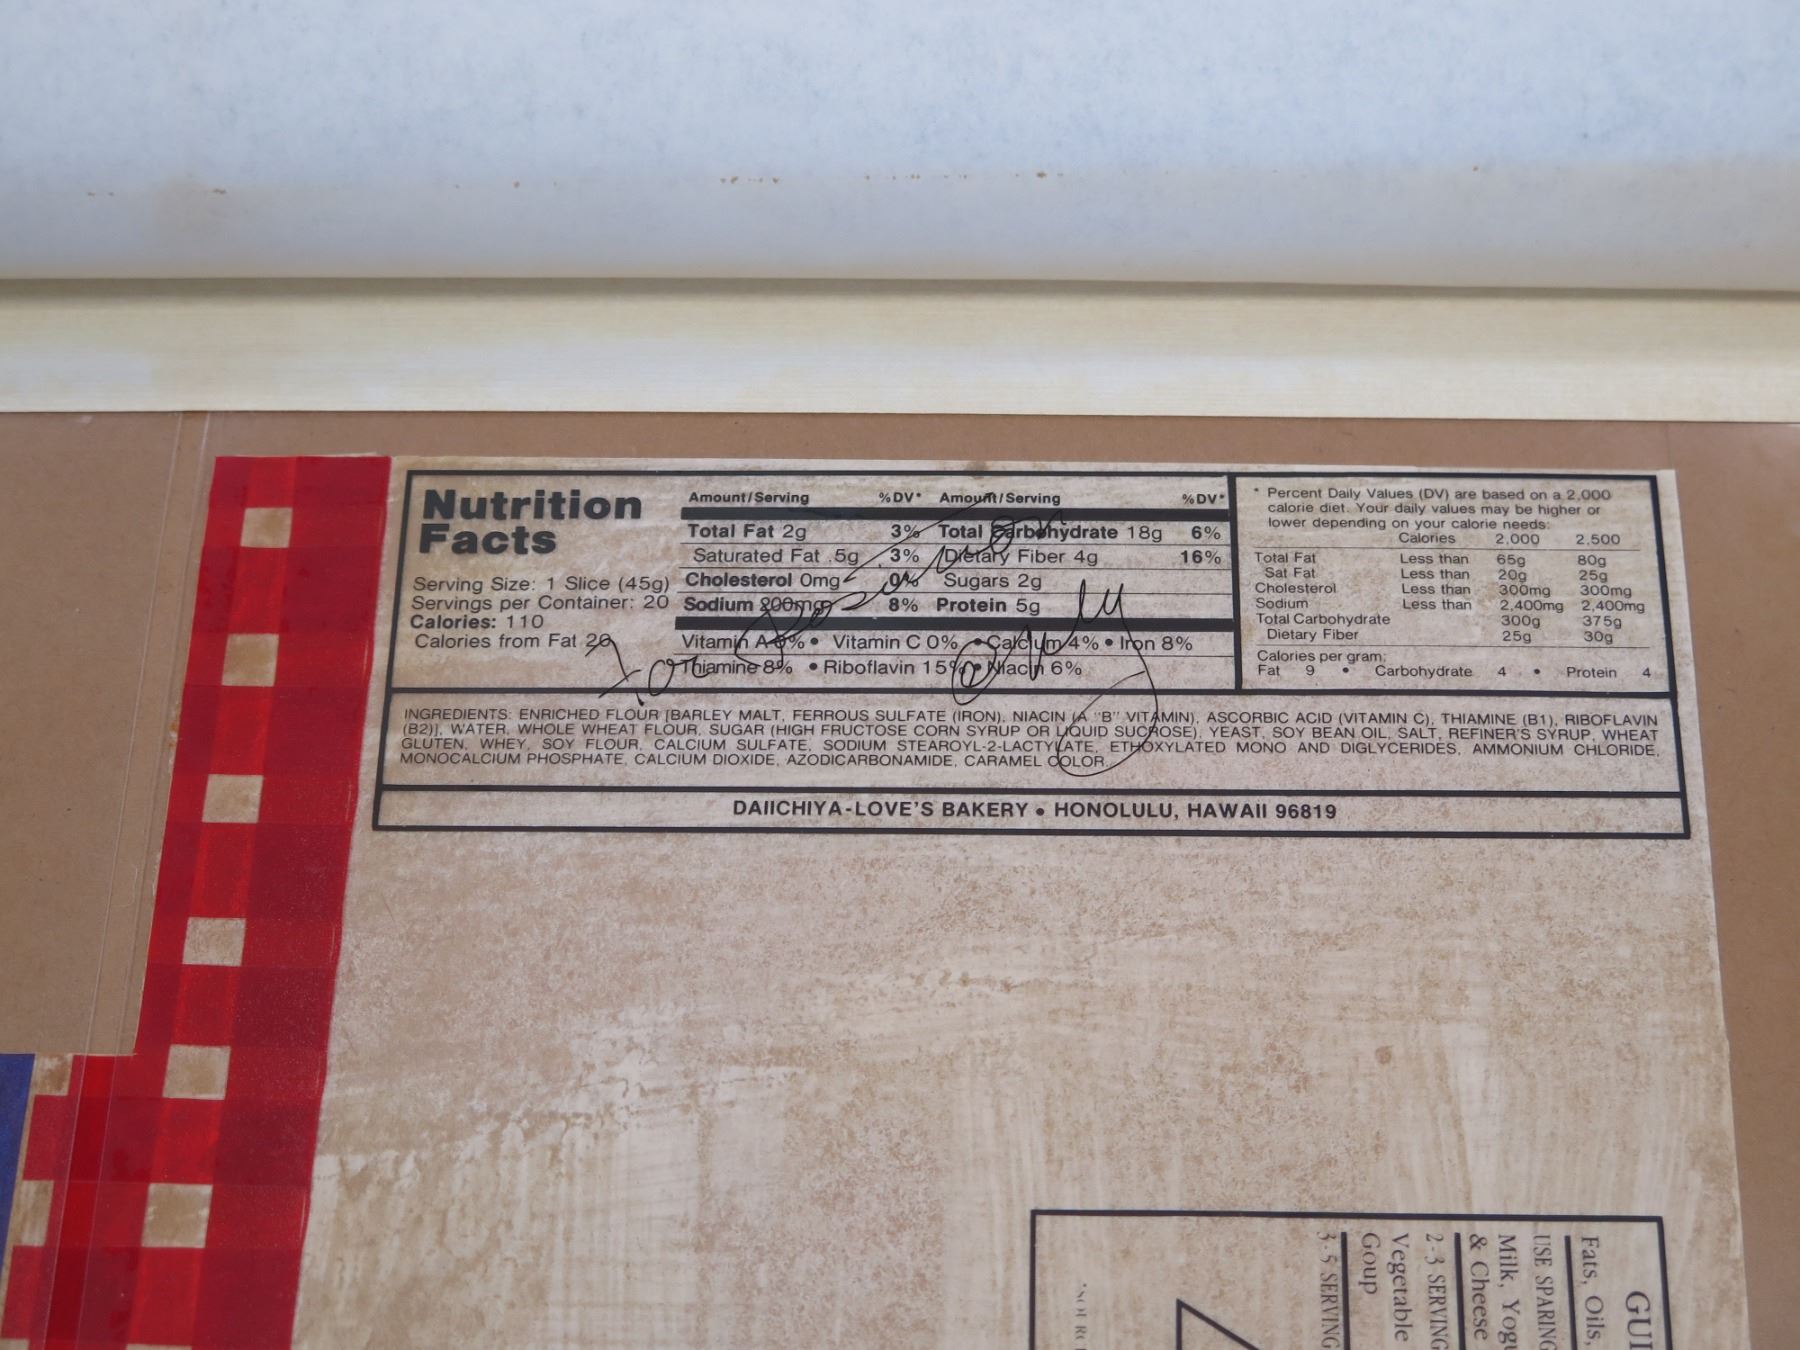 Nutrition
Facts
Serving Size: 1 Slice (45g)
Servings per Container: 20
Calories: 110
Calories from Fat 20
Amount/Serving %DV* Amount/Serving %DV*
Total Fat 2g 3% Total Carbohydrate 18g 6%
Saturated Fat .5g 3% Dietary Fiber 4g 16%
Cholesterol 0mg 0% Sugars 2g
Sodium 200mg 8% Protein 5g
Vitamin A 0% • Vitamin C 0% • Calcium 4% • Iron 8%
Thiamine 8% • Riboflavin 15% • Niacin 6%
for Position only
* Percent Daily Values (DV) are based on a 2,000
calorie diet. Your daily values may be higher or
lower depending on your calorie needs:
Calories 2,000 2,500
Total Fat Less than 65g 80g
Sat Fat Less than 20g 25g
Cholesterol Less than 300mg 300mg
Sodium Less than 2,400mg 2,400mg
Total Carbohydrate 300g 375g
Dietary Fiber 25g 30g
Calories per gram:
Fat 9 • Carbohydrate 4 • Protein 4
INGREDIENTS: ENRICHED FLOUR [BARLEY MALT, FERROUS SULFATE (IRON), NIACIN (A "B" VITAMIN), ASCORBIC ACID (VITAMIN C), THIAMINE (B1), RIBOFLAVIN
(B2)], WATER, WHOLE WHEAT FLOUR, SUGAR (HIGH FRUCTOSE CORN SYRUP OR LIQUID SUCROSE), YEAST, SOY BEAN OIL, SALT, REFINER'S SYRUP, WHEAT
GLUTEN, WHEY, SOY FLOUR, CALCIUM SULFATE, SODIUM STEAROYL-2-LACTYLATE, ETHOXYLATED MONO AND DIGLYCERIDES, AMMONIUM CHLORIDE,
MONOCALCIUM PHOSPHATE, CALCIUM DIOXIDE, AZODICARBONAMIDE, CARAMEL COLOR.
DAIICHIYA-LOVE'S BAKERY • HONOLULU, HAWAII 96819
GUI
Fats, Oils,
USE SPARING
Milk, Yog
& Cheese
2-3 SERVING
Vegetable
Goup
3-5 SERVING